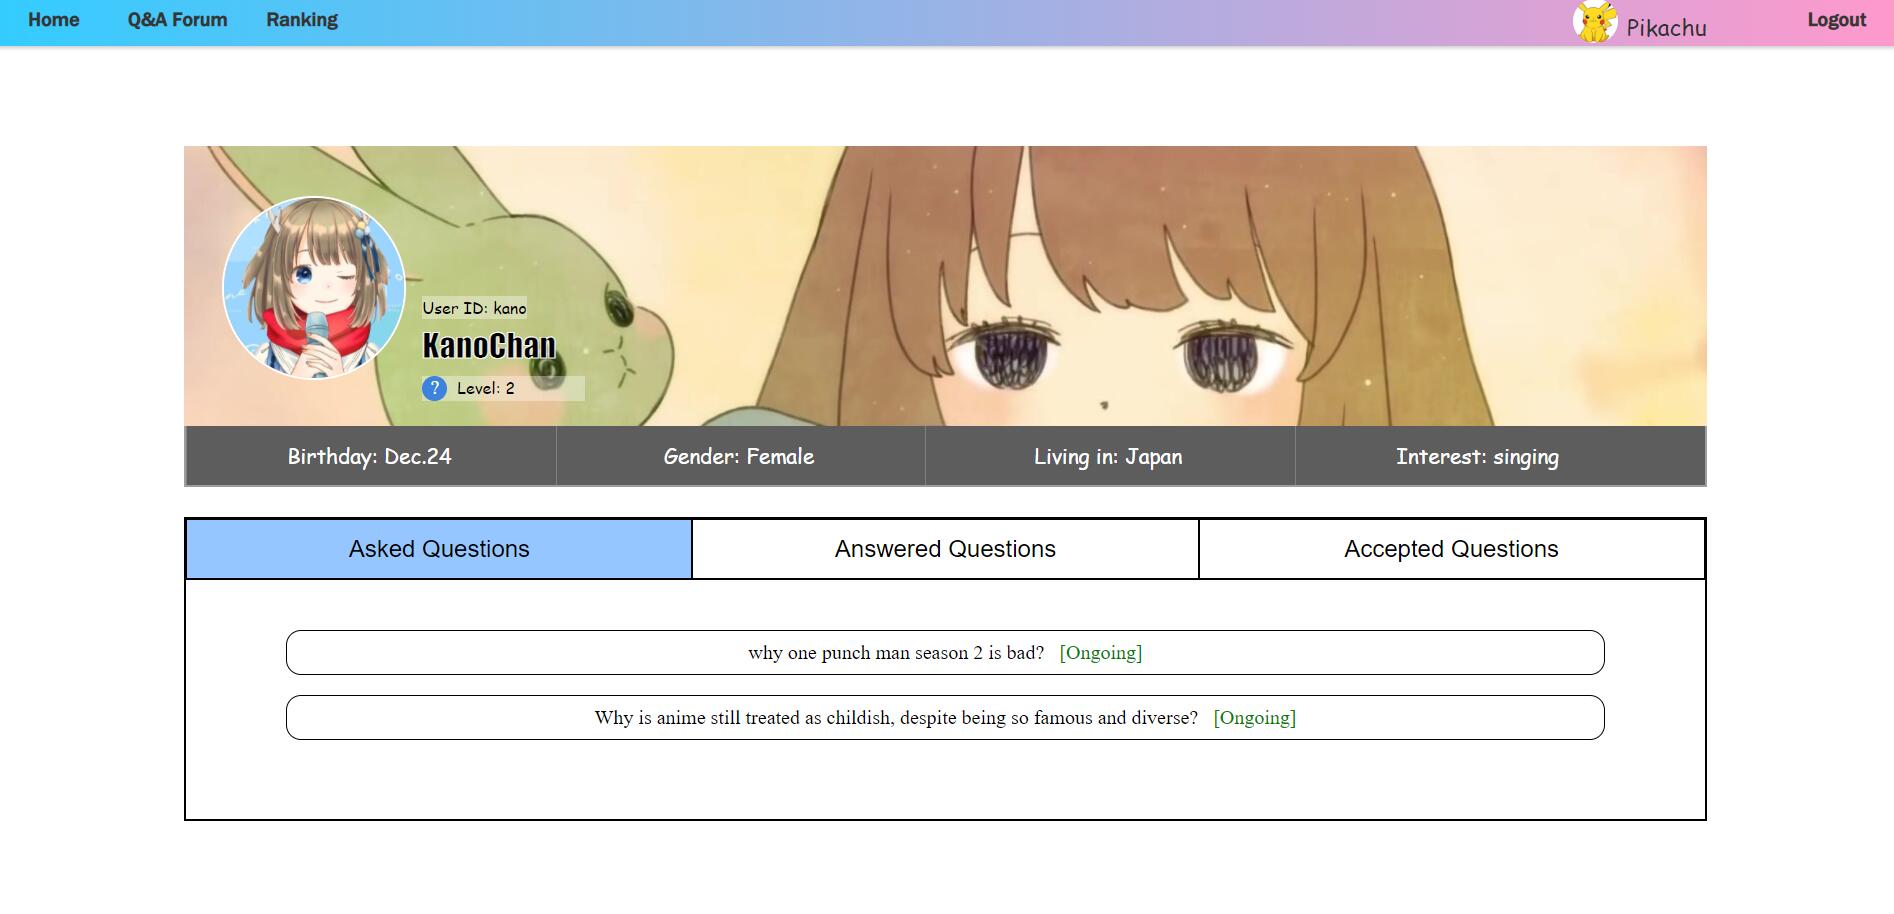 Home Q&A Forum Ranking Pikachu Logout
User ID: kano
KanoChan
? Level: 2
Birthday: Dec.24 Gender: Female Living in: Japan Interest: singing
Asked Questions Answered Questions Accepted Questions
why one punch man season 2 is bad? [Ongoing]
Why is anime still treated as childish, despite being so famous and diverse? [Ongoing]